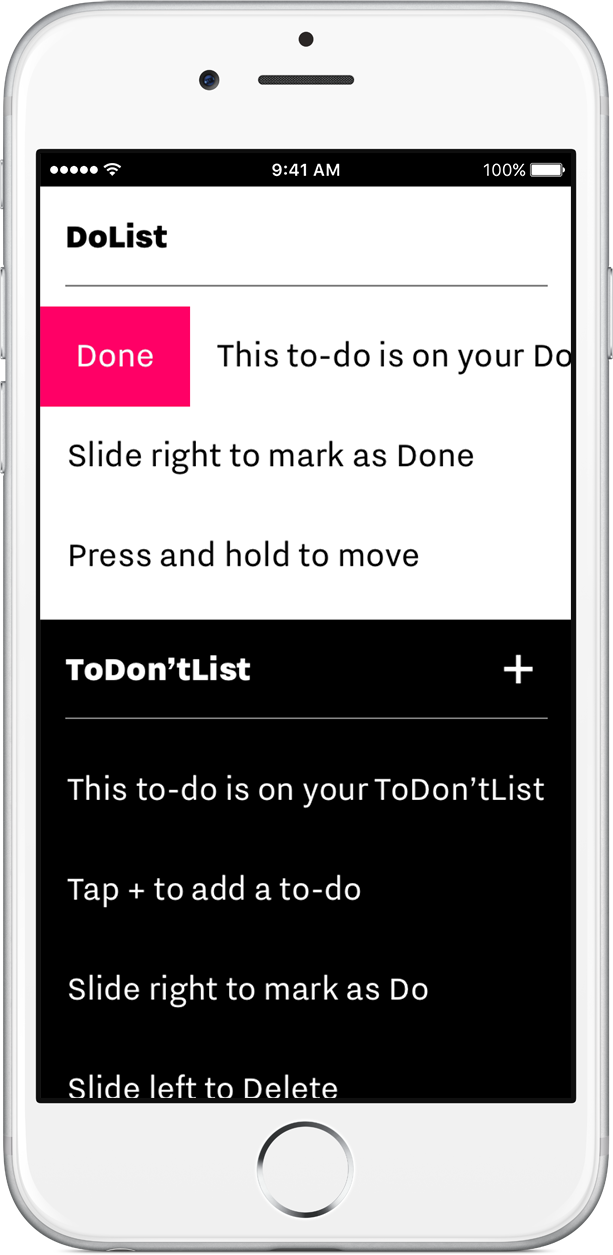 9:41 AM 100%
DoList
Done This to-do is on your Do
Slide right to mark as Done
Press and hold to move
ToDon’tList +
This to-do is on your ToDon’tList
Tap + to add a to-do
Slide right to mark as Do
Slide left to Delete